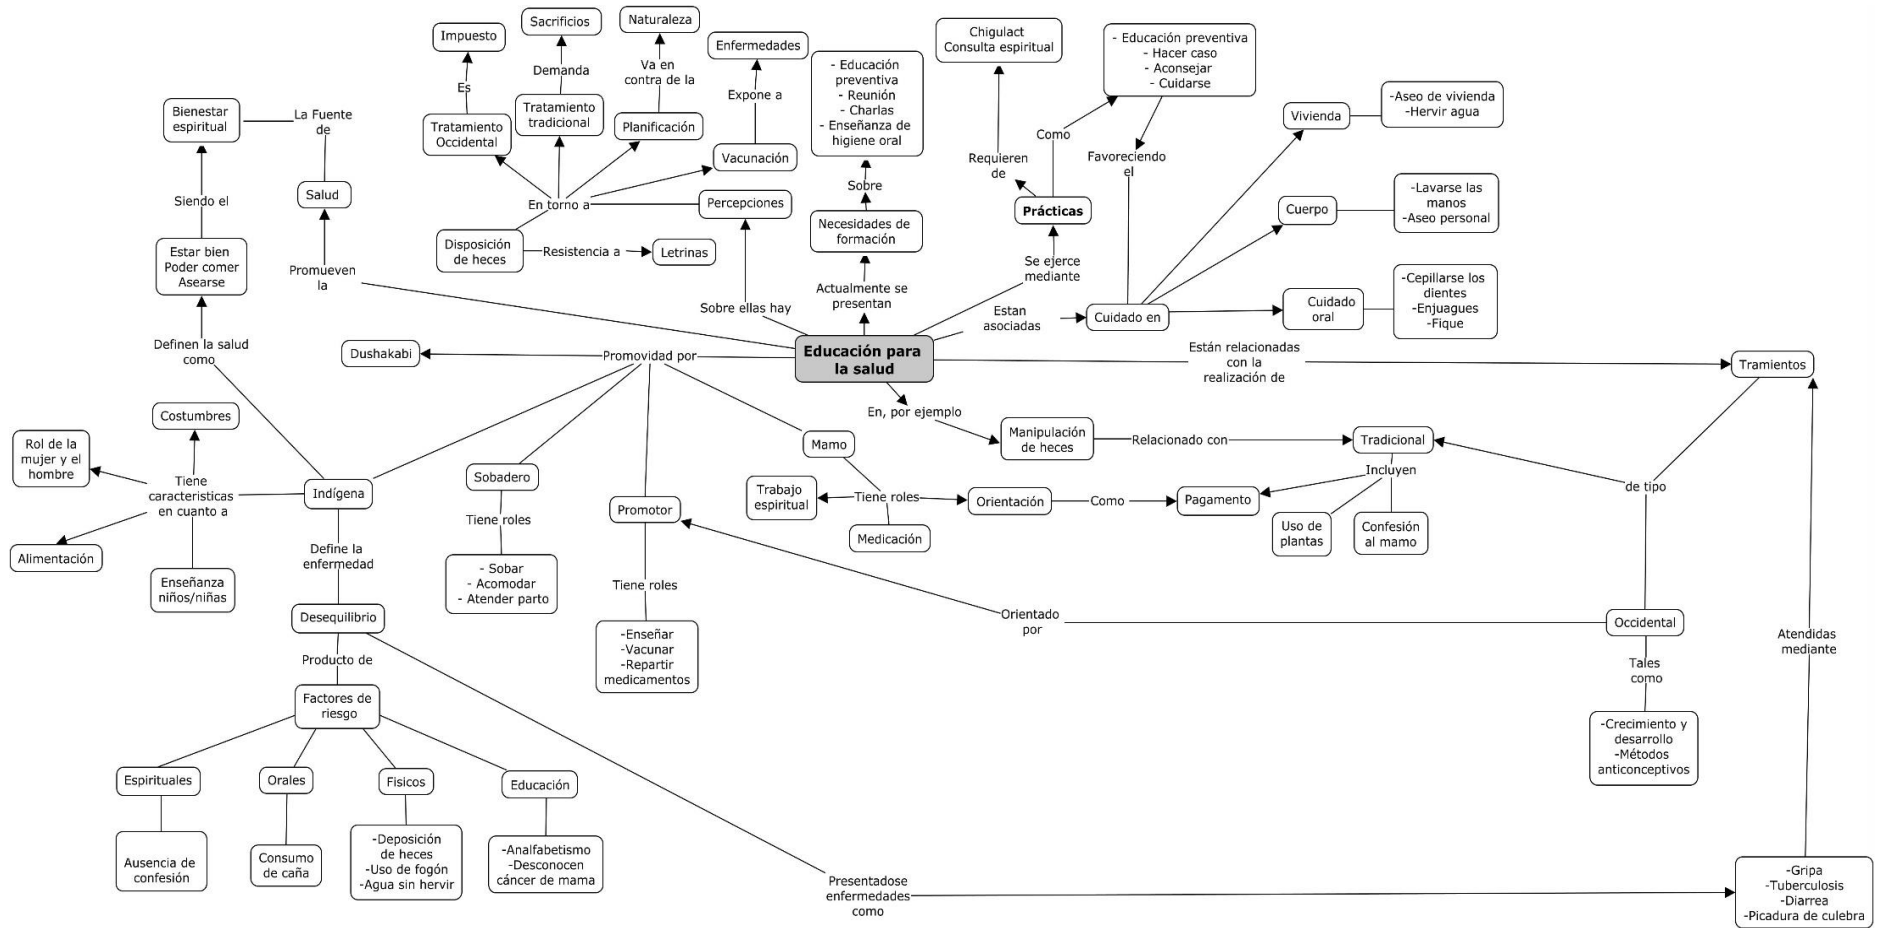 Impuesto
Es
Tratamiento
Occidental
Sacrificios
Demanda
Tratamiento
tradicional
Naturaleza
Va en
contra de la
Planificación
Enfermedades
Expone a
Vacunación
En torno a
Percepciones
Disposición
de heces
Resistencia a
Letrinas
Sobre ellas hay
- Educación
preventiva
- Reunión
- Charlas
- Enseñanza de
higiene oral
Sobre
Necesidades de
formación
Actualmente se
presentan
Chigulact
Consulta espiritual
Requieren
de
- Educación preventiva
- Hacer caso
- Aconsejar
- Cuidarse
Como
Favoreciendo
el
Prácticas
Se ejerce
mediante
Estan
asociadas
Cuidado en
Vivienda
-Aseo de vivienda
-Hervir agua
Cuerpo
-Lavarse las
manos
-Aseo personal
Cuidado
oral
-Cepillarse los
dientes
-Enjuagues
-Fique
Bienestar
espiritual
La Fuente
de
Salud
Siendo el
Estar bien
Poder comer
Asearse
Promueven
la
Definen la salud
como
Educación para
la salud
Dushakabi
Promovidad por
Están relacionadas
con la
realización de
Tramientos
En, por ejemplo
Manipulación
de heces
Relacionado con
Tradicional
Incluyen
Pagamento
Uso de
plantas
Confesión
al mamo
de tipo
Costumbres
Rol de la
mujer y el
hombre
Tiene
caracteristicas
en cuanto a
Alimentación
Enseñanza
niños/niñas
Indígena
Sobadero
Tiene roles
- Sobar
- Acomodar
- Atender parto
Promotor
Tiene roles
-Enseñar
-Vacunar
-Repartir
medicamentos
Mamo
Trabajo
espiritual
Tiene roles
Medicación
Orientación
Como
Define la
enfermedad
Desequilibrio
Producto de
Factores de
riesgo
Espirituales
Ausencia de
confesión
Orales
Consumo
de caña
Fisicos
-Deposición
de heces
-Uso de fogón
-Agua sin hervir
Educación
-Analfabetismo
-Desconocen
cáncer de mama
Orientado
por
Occidental
Tales
como
-Crecimiento y
desarrollo
-Métodos
anticonceptivos
Atendidas
mediante
Presentadose
enfermedades
como
-Gripa
-Tuberculosis
-Diarrea
-Picadura de culebra